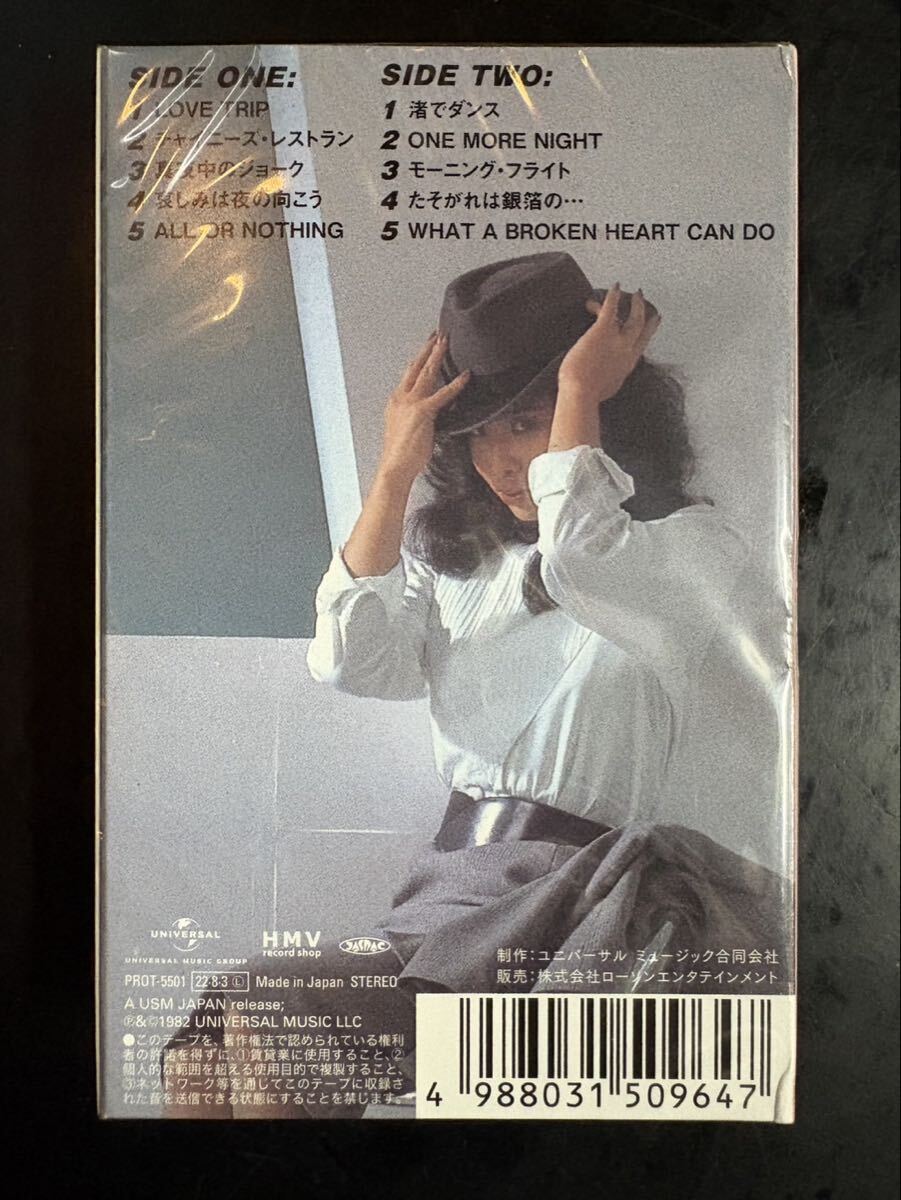 SIDE ONE:
1 LOVE TRIP
2 チャイニーズ・レストラン
3 真夜中のジョーク
4 哀しみは夜の向こう
5 ALL OR NOTHING
SIDE TWO:
1 渚でダンス
2 ONE MORE NIGHT
3 モーニング・フライト
4 たそがれは銀箔の…
5 WHAT A BROKEN HEART CAN DO
UNIVERSAL
UNIVERSAL MUSIC GROUP
HMV
record shop
JASRAC
制作:ユニバーサル ミュージック合同会社
販売:株式会社ローソンエンタテインメント
PROT-5501 22・8・3 Ⓛ Made in Japan STEREO
A USM JAPAN release;
℗&©1982 UNIVERSAL MUSIC LLC
●このテープを、著作権法で認められている権利
者の許諾を得ずに、①賃貸業に使用すること、②
個人的な範囲を超える使用目的で複製すること、
③ネットワーク等を通じてこのテープに収録され
た音を送信できる状態にすることを禁じます。
4 988031 509647